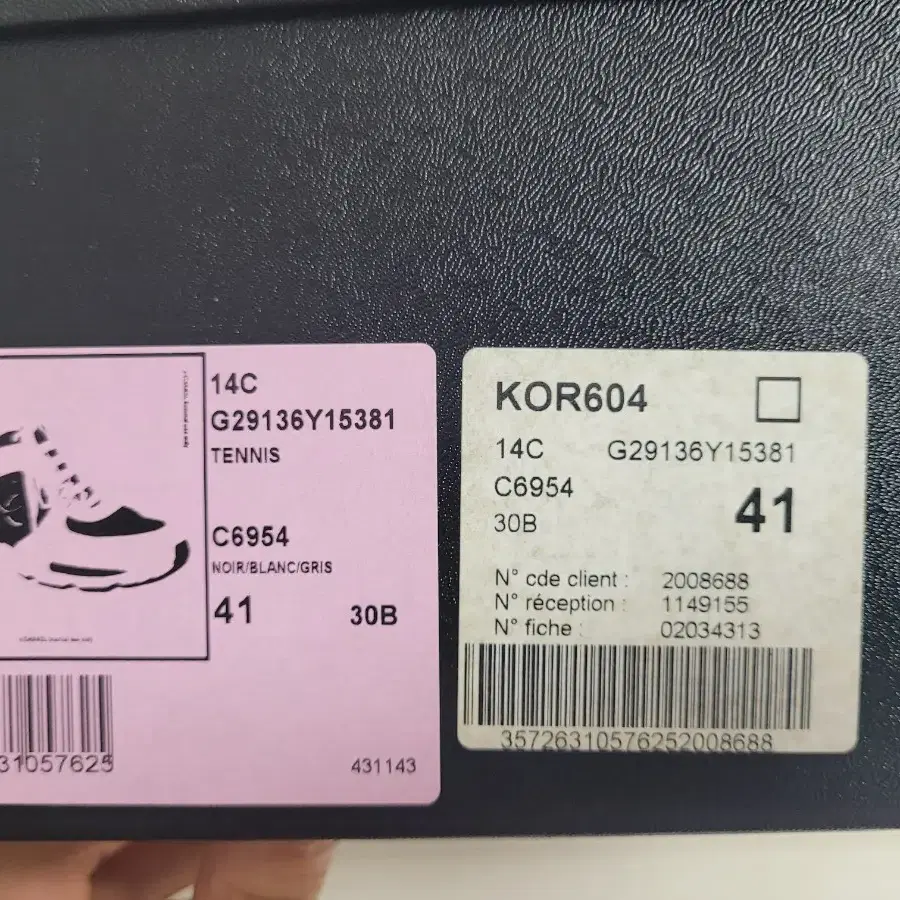 14C
G29136Y15381
TENNIS
C6954
NOIR/BLANC/GRIS
41 30B
31057625
431143
KOR604
14C G29136Y15381
C6954
41
30B
N° cde client : 2008688
N° réception : 1149155
N° fiche : 02034313
35726310576252008688